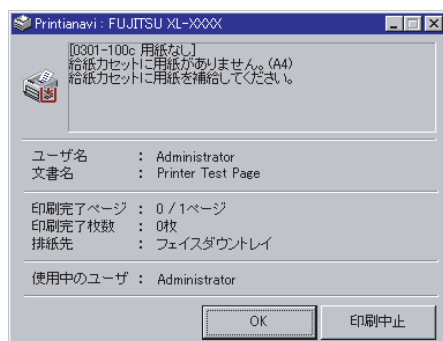 Printianavi : FUJITSU XL-XXXX
[0301-100c 用紙なし]
給紙カセットに用紙がありません。(A4)
給紙カセットに用紙を補給してください。
ユーザ名 : Administrator
文書名 : Printer Test Page
印刷完了ページ : 0 / 1ページ
印刷完了枚数 : 0枚
排紙先 : フェイスダウントレイ
使用中のユーザ : Administrator
OK 印刷中止